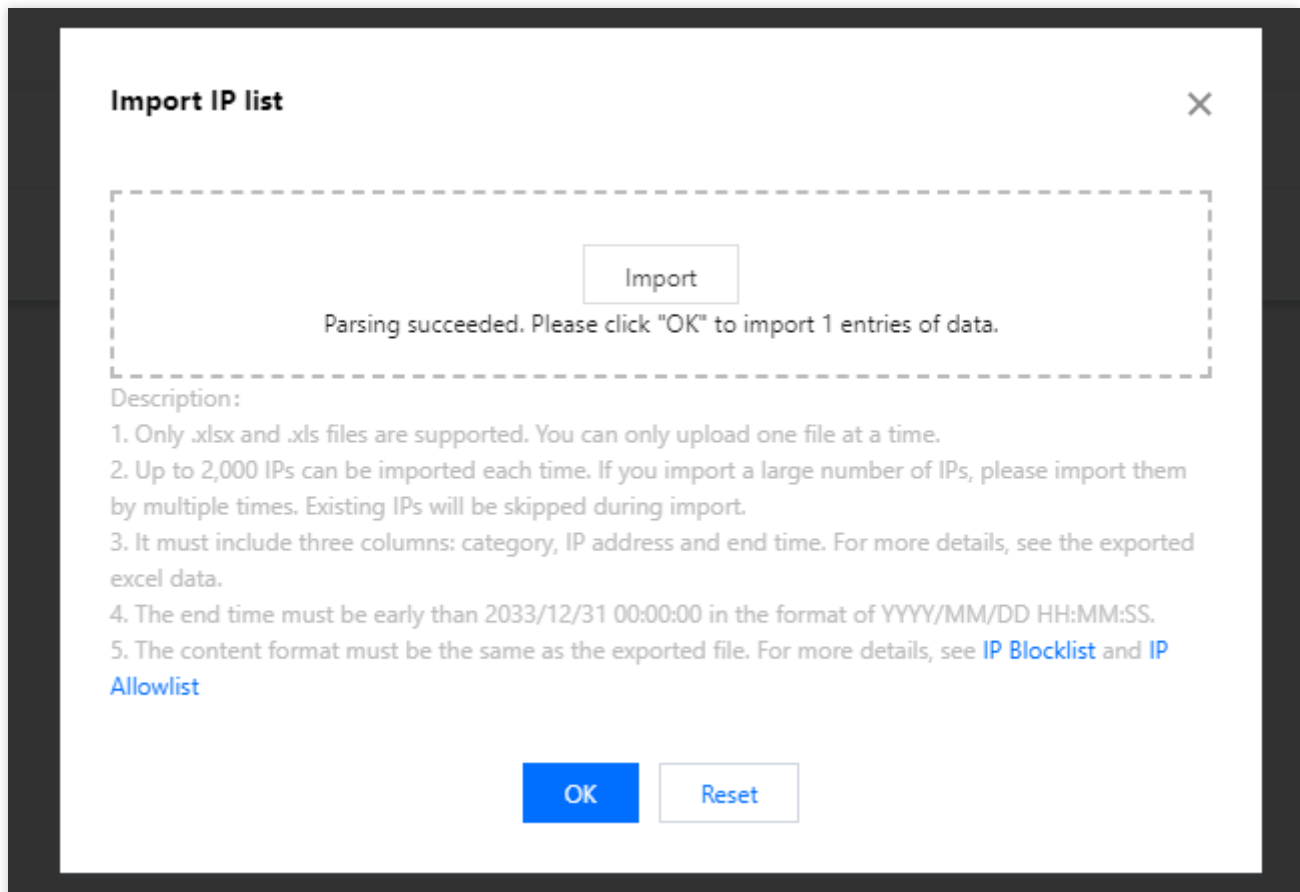 Import IP list
Import
Parsing succeeded. Please click "OK" to import 1 entries of data.
Description:
1. Only .xlsx and .xls files are supported. You can only upload one file at a time.
2. Up to 2,000 IPs can be imported each time. If you import a large number of IPs, please import them
by multiple times. Existing IPs will be skipped during import.
3. It must include three columns: category, IP address and end time. For more details, see the exported
excel data.
4. The end time must be early than 2033/12/31 00:00:00 in the format of YYYY/MM/DD HH:MM:SS.
5. The content format must be the same as the exported file. For more details, see IP Blocklist and IP
Allowlist
OK
Reset